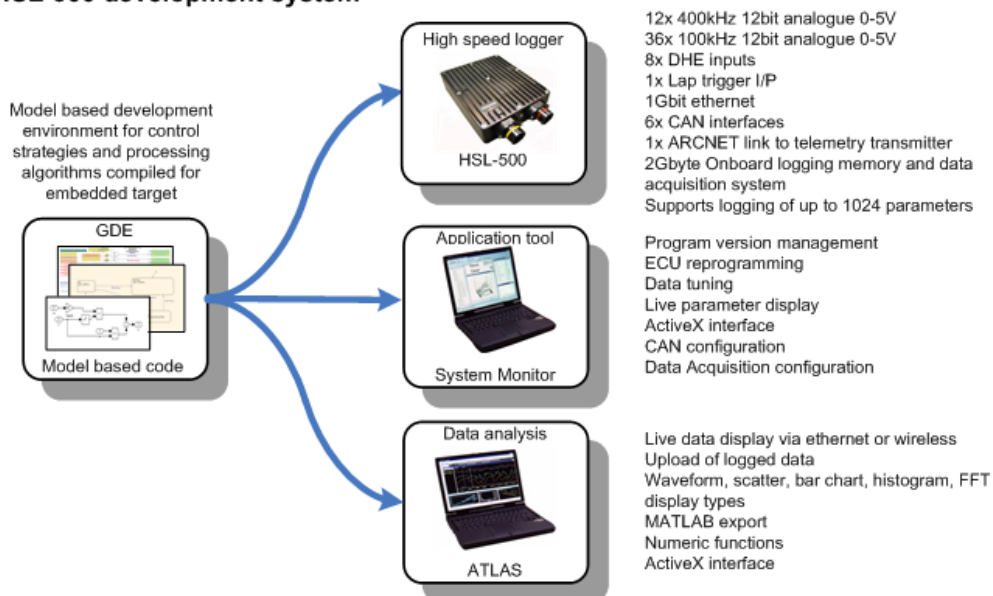 Model based development
environment for control
strategies and processing
algorithms compiled for
embedded target
GDE
Model based code
High speed logger
HSL-500
12x 400kHz 12bit analogue 0-5V
36x 100kHz 12bit analogue 0-5V
8x DHE inputs
1x Lap trigger I/P
1Gbit ethernet
6x CAN interfaces
1x ARCNET link to telemetry transmitter
2Gbyte Onboard logging memory and data
acquisition system
Supports logging of up to 1024 parameters
Application tool
System Monitor
Program version management
ECU reprogramming
Data tuning
Live parameter display
ActiveX interface
CAN configuration
Data Acquisition configuration
Data analysis
ATLAS
Live data display via ethernet or wireless
Upload of logged data
Waveform, scatter, bar chart, histogram, FFT
display types
MATLAB export
Numeric functions
ActiveX interface